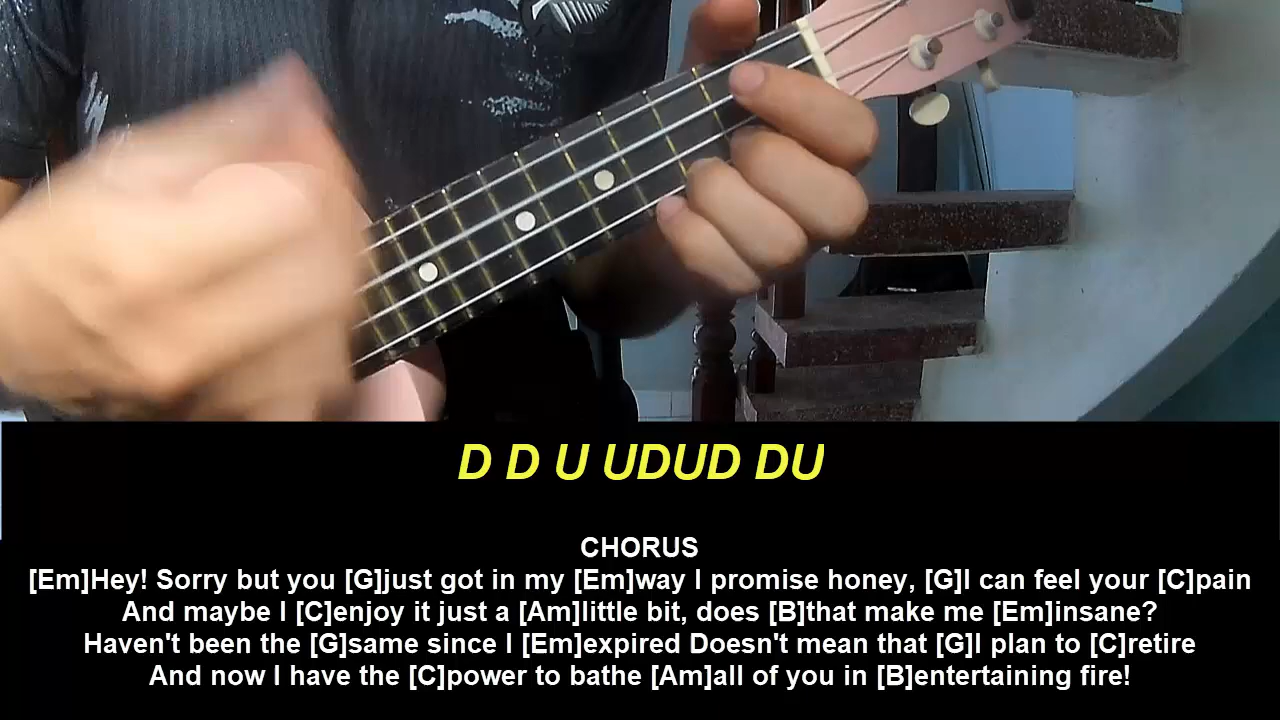 D D U UDUD DU
CHORUS
[Em]Hey! Sorry but you [G]just got in my [Em]way I promise honey, [G]I can feel your [C]pain
And maybe I [C]enjoy it just a [Am]little bit, does [B]that make me [Em]insane?
Haven't been the [G]same since I [Em]expired Doesn't mean that [G]I plan to [C]retire
And now I have the [C]power to bathe [Am]all of you in [B]entertaining fire!